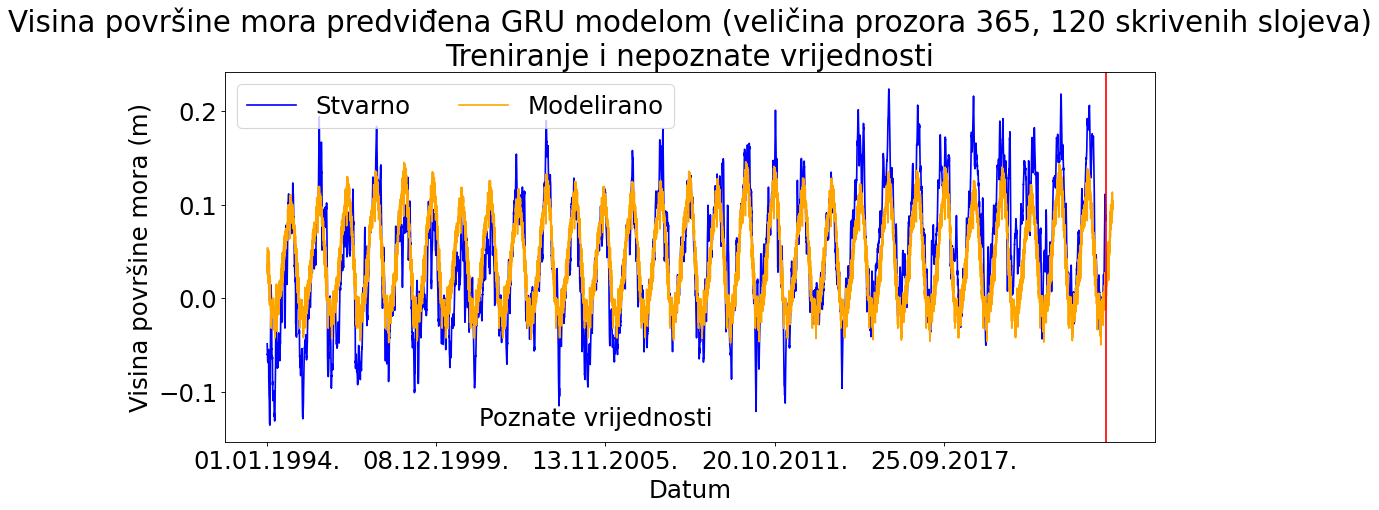 Visina površine mora predviđena GRU modelom (veličina prozora 365, 120 skrivenih slojeva)
Treniranje i nepoznate vrijednosti
Stvarno Modelirano
Visina površine mora (m)
0.2
0.1
0.0
−0.1
Poznate vrijednosti
01.01.1994. 08.12.1999. 13.11.2005. 20.10.2011. 25.09.2017.
Datum